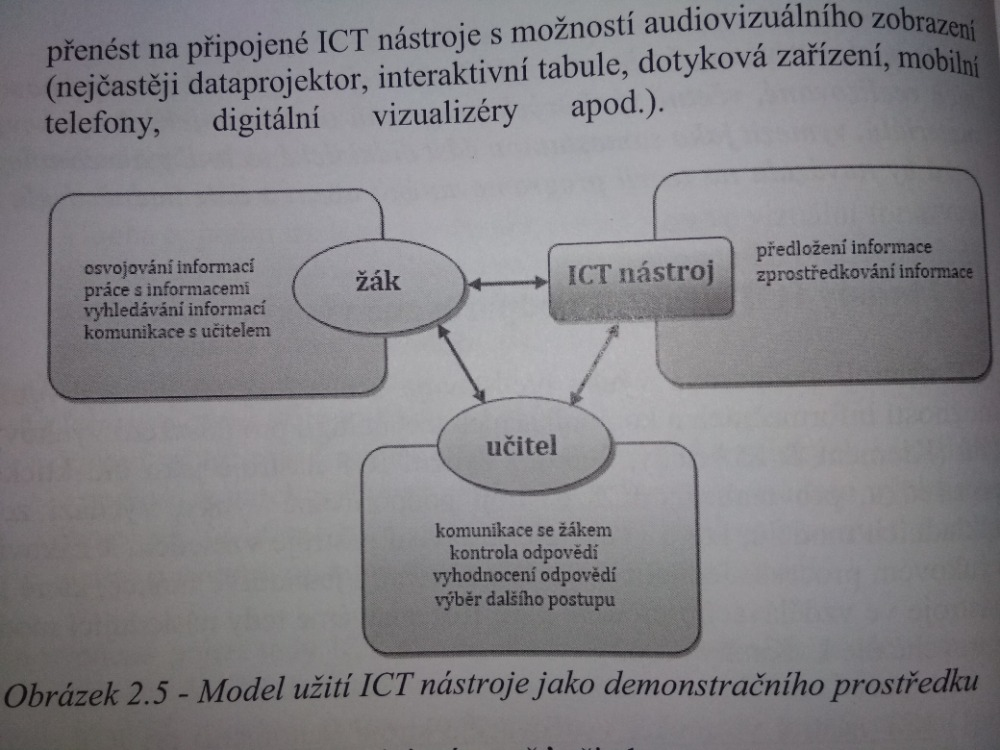 přenést na připojené ICT nástroje s možností audiovizuálního zobrazení
(nejčastěji dataprojektor, interaktivní tabule, dotyková zařízení, mobilní
telefony, digitální vizualizéry apod.).
osvojování informací
práce s informacemi
vyhledávání informací
komunikace s učitelem
žák
ICT nástroj
předložení informace
zprostředkování informace
učitel
komunikace se žákem
kontrola odpovědí
vyhodnocení odpovědí
výběr dalšího postupu
Obrázek 2.5 - Model užití ICT nástroje jako demonstračního prostředku